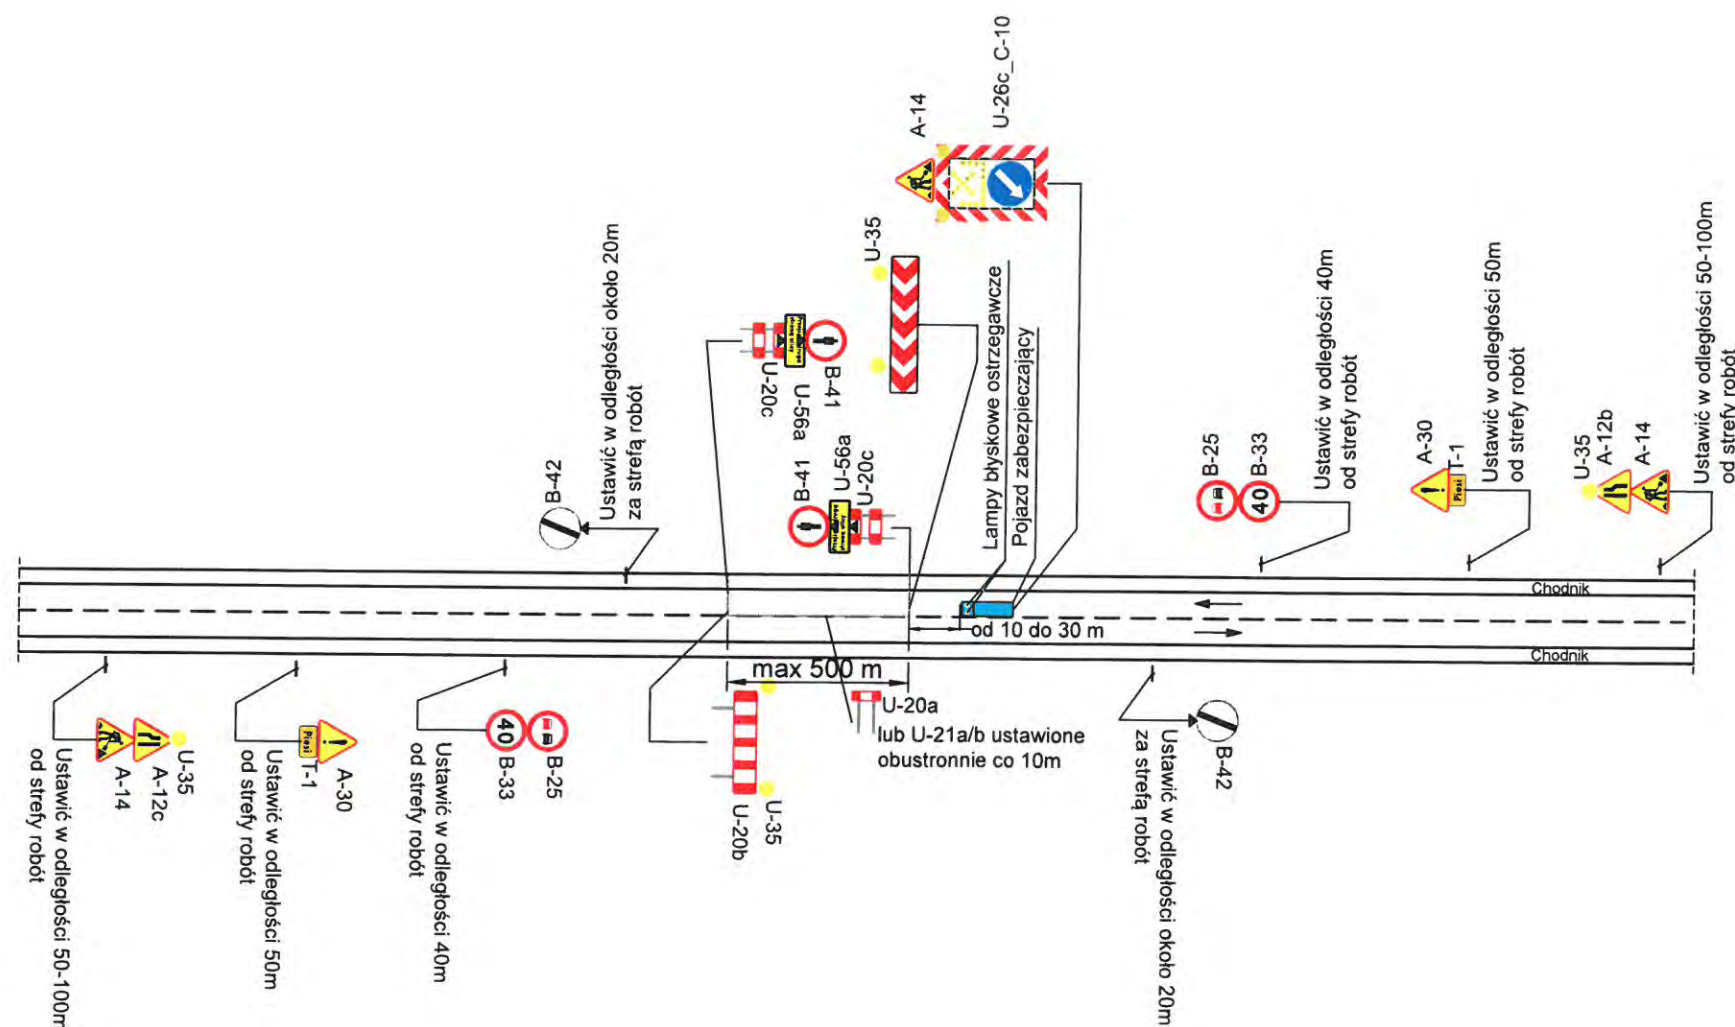 A-14
U-26c_C-10
U-35
Ustawić w odległości około 20m
za strefą robót
B-42
U-20c
U-56a
B-41
B-41
U-56a
U-20c
Lampy błyskowe ostrzegawcze
Pojazd zabezpieczający
B-25
B-33
40
Ustawić w odległości 40m
od strefy robót
A-30
T-1
Piesi
Ustawić w odległości 50m
od strefy robót
U-35
A-12b
A-14
Ustawić w odległości 50-100m
od strefy robót
Chodnik
od 10 do 30 m
Chodnik
max 500 m
U-20a
lub U-21a/b ustawione
obustronnie co 10m
U-35
A-12c
A-14
Ustawić w odległości 50-100m
od strefy robót
A-30
T-1
Piesi
Ustawić w odległości 50m
od strefy robót
40
B-25
B-33
Ustawić w odległości 40m
od strefy robót
U-35
U-20b
B-42
Ustawić w odległości około 20m
za strefą robót